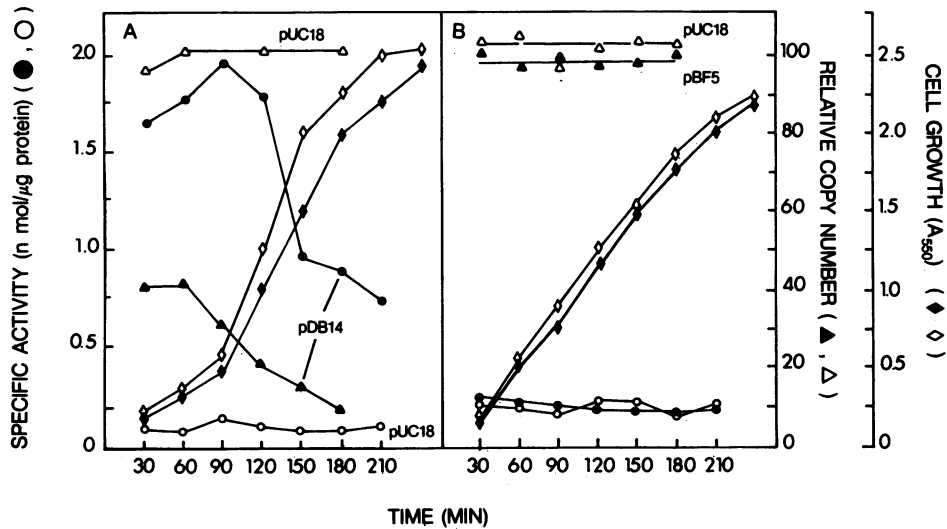 A
B
pUC18
pDB14
pUC18
pUC18
pBF5
SPECIFIC ACTIVITY (n mol/μg protein) (●, ○)
2.0
1.5
1.0
0.5
0
30 60 90 120 150 180 210
30 60 90 120 150 180 210
TIME (MIN)
100
80
60
40
20
0
RELATIVE COPY NUMBER (▲, △)
2.5
2.0
1.5
1.0
0.5
0
CELL GROWTH (A550) (◆ ◇)